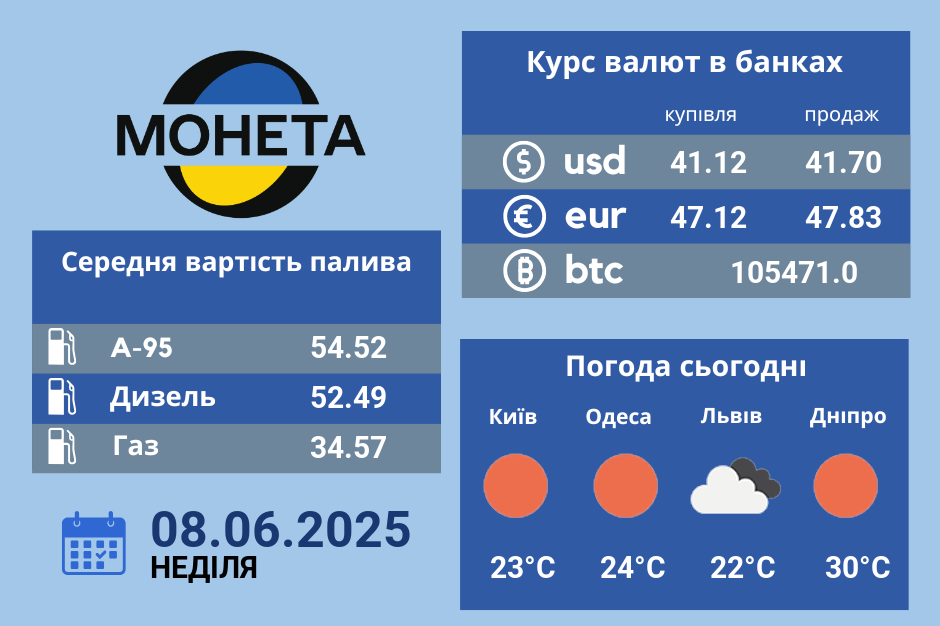 МОНЕТА
Середня вартість палива
А-95 54.52
Дизель 52.49
Газ 34.57
08.06.2025
НЕДІЛЯ
Курс валют в банках
купівля продаж
usd 41.12 41.70
eur 47.12 47.83
btc 105471.0
Погода сьогодні
Київ Одеса Львів Дніпро
23°C 24°C 22°C 30°C